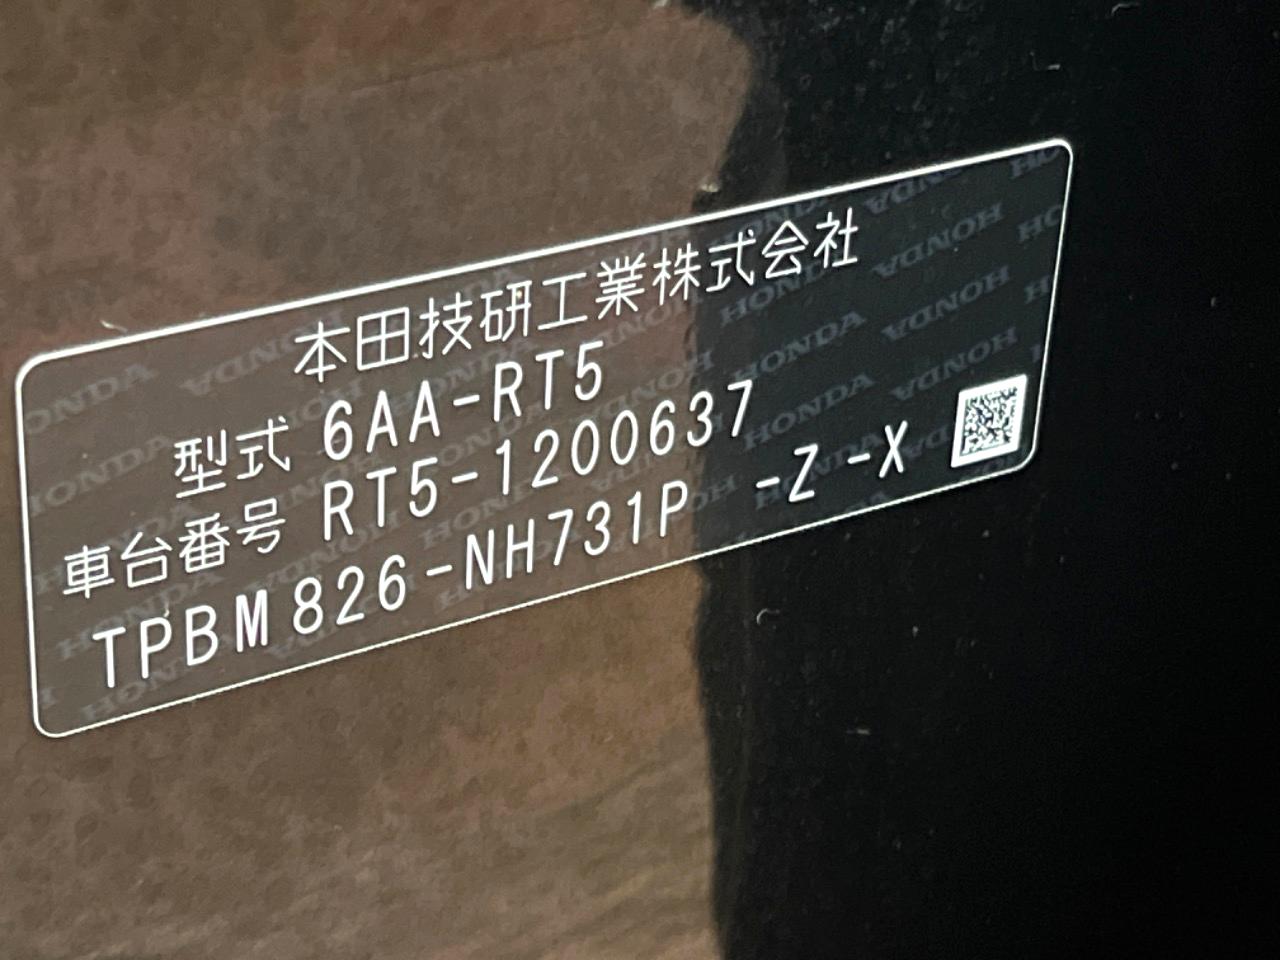 本田技研工業株式会社
型式 6AA-RT5
車台番号 RT5-1200637
TPBM826-NH731P -Z -X